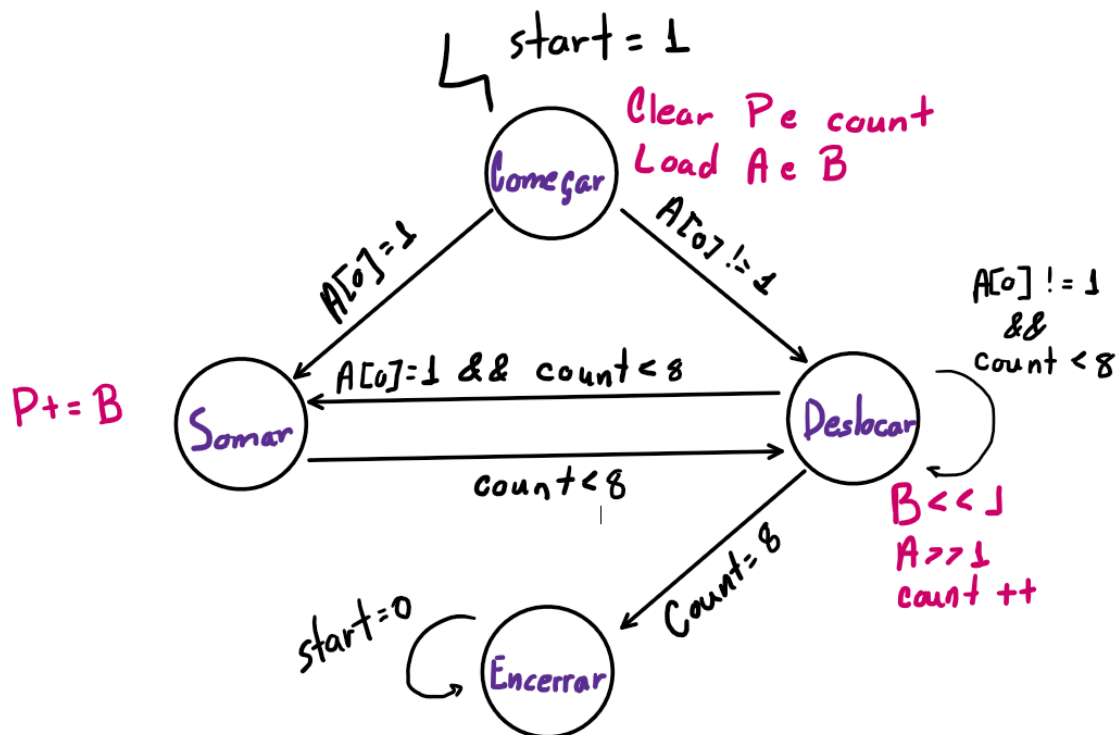 start = 1
Clear P e count
Load A e B
Começar
A[0]=1
A[0] != 1
A[0] != 1
&&
count < 8
A[0]=1 && count < 8
P+= B
Somar
Deslocar
count < 8
B << 1
A >> 1
count ++
Count = 8
start=0
Encerrar